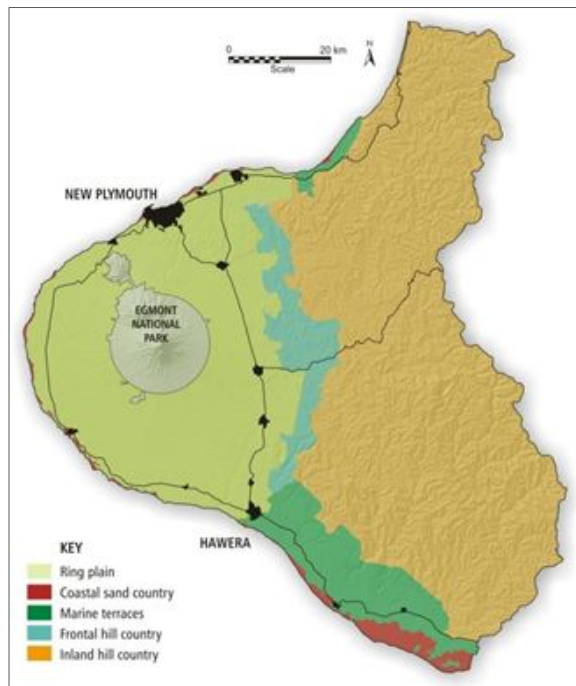 0 20 km
Scale
N
NEW PLYMOUTH
EGMONT
NATIONAL
PARK
HAWERA
KEY
Ring plain
Coastal sand country
Marine terraces
Frontal hill country
Inland hill country